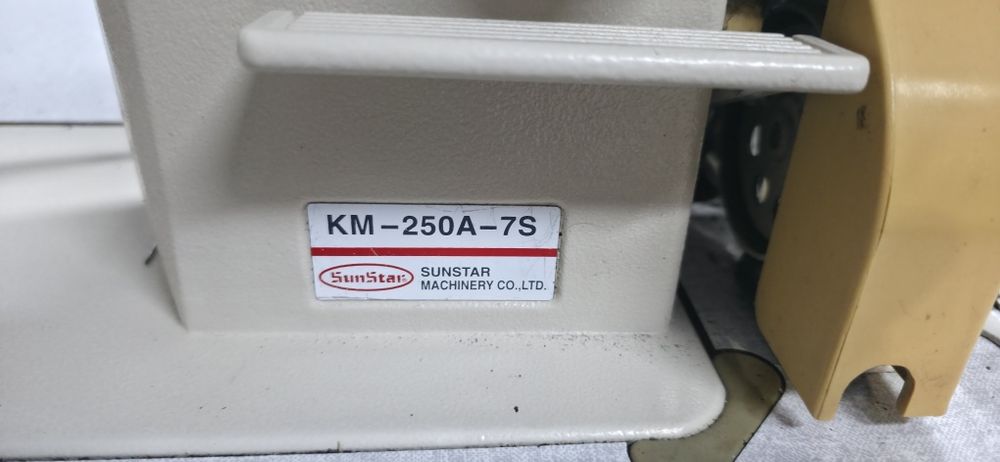 KM-250A-7S
SunStar
SUNSTAR
MACHINERY CO.,LTD.